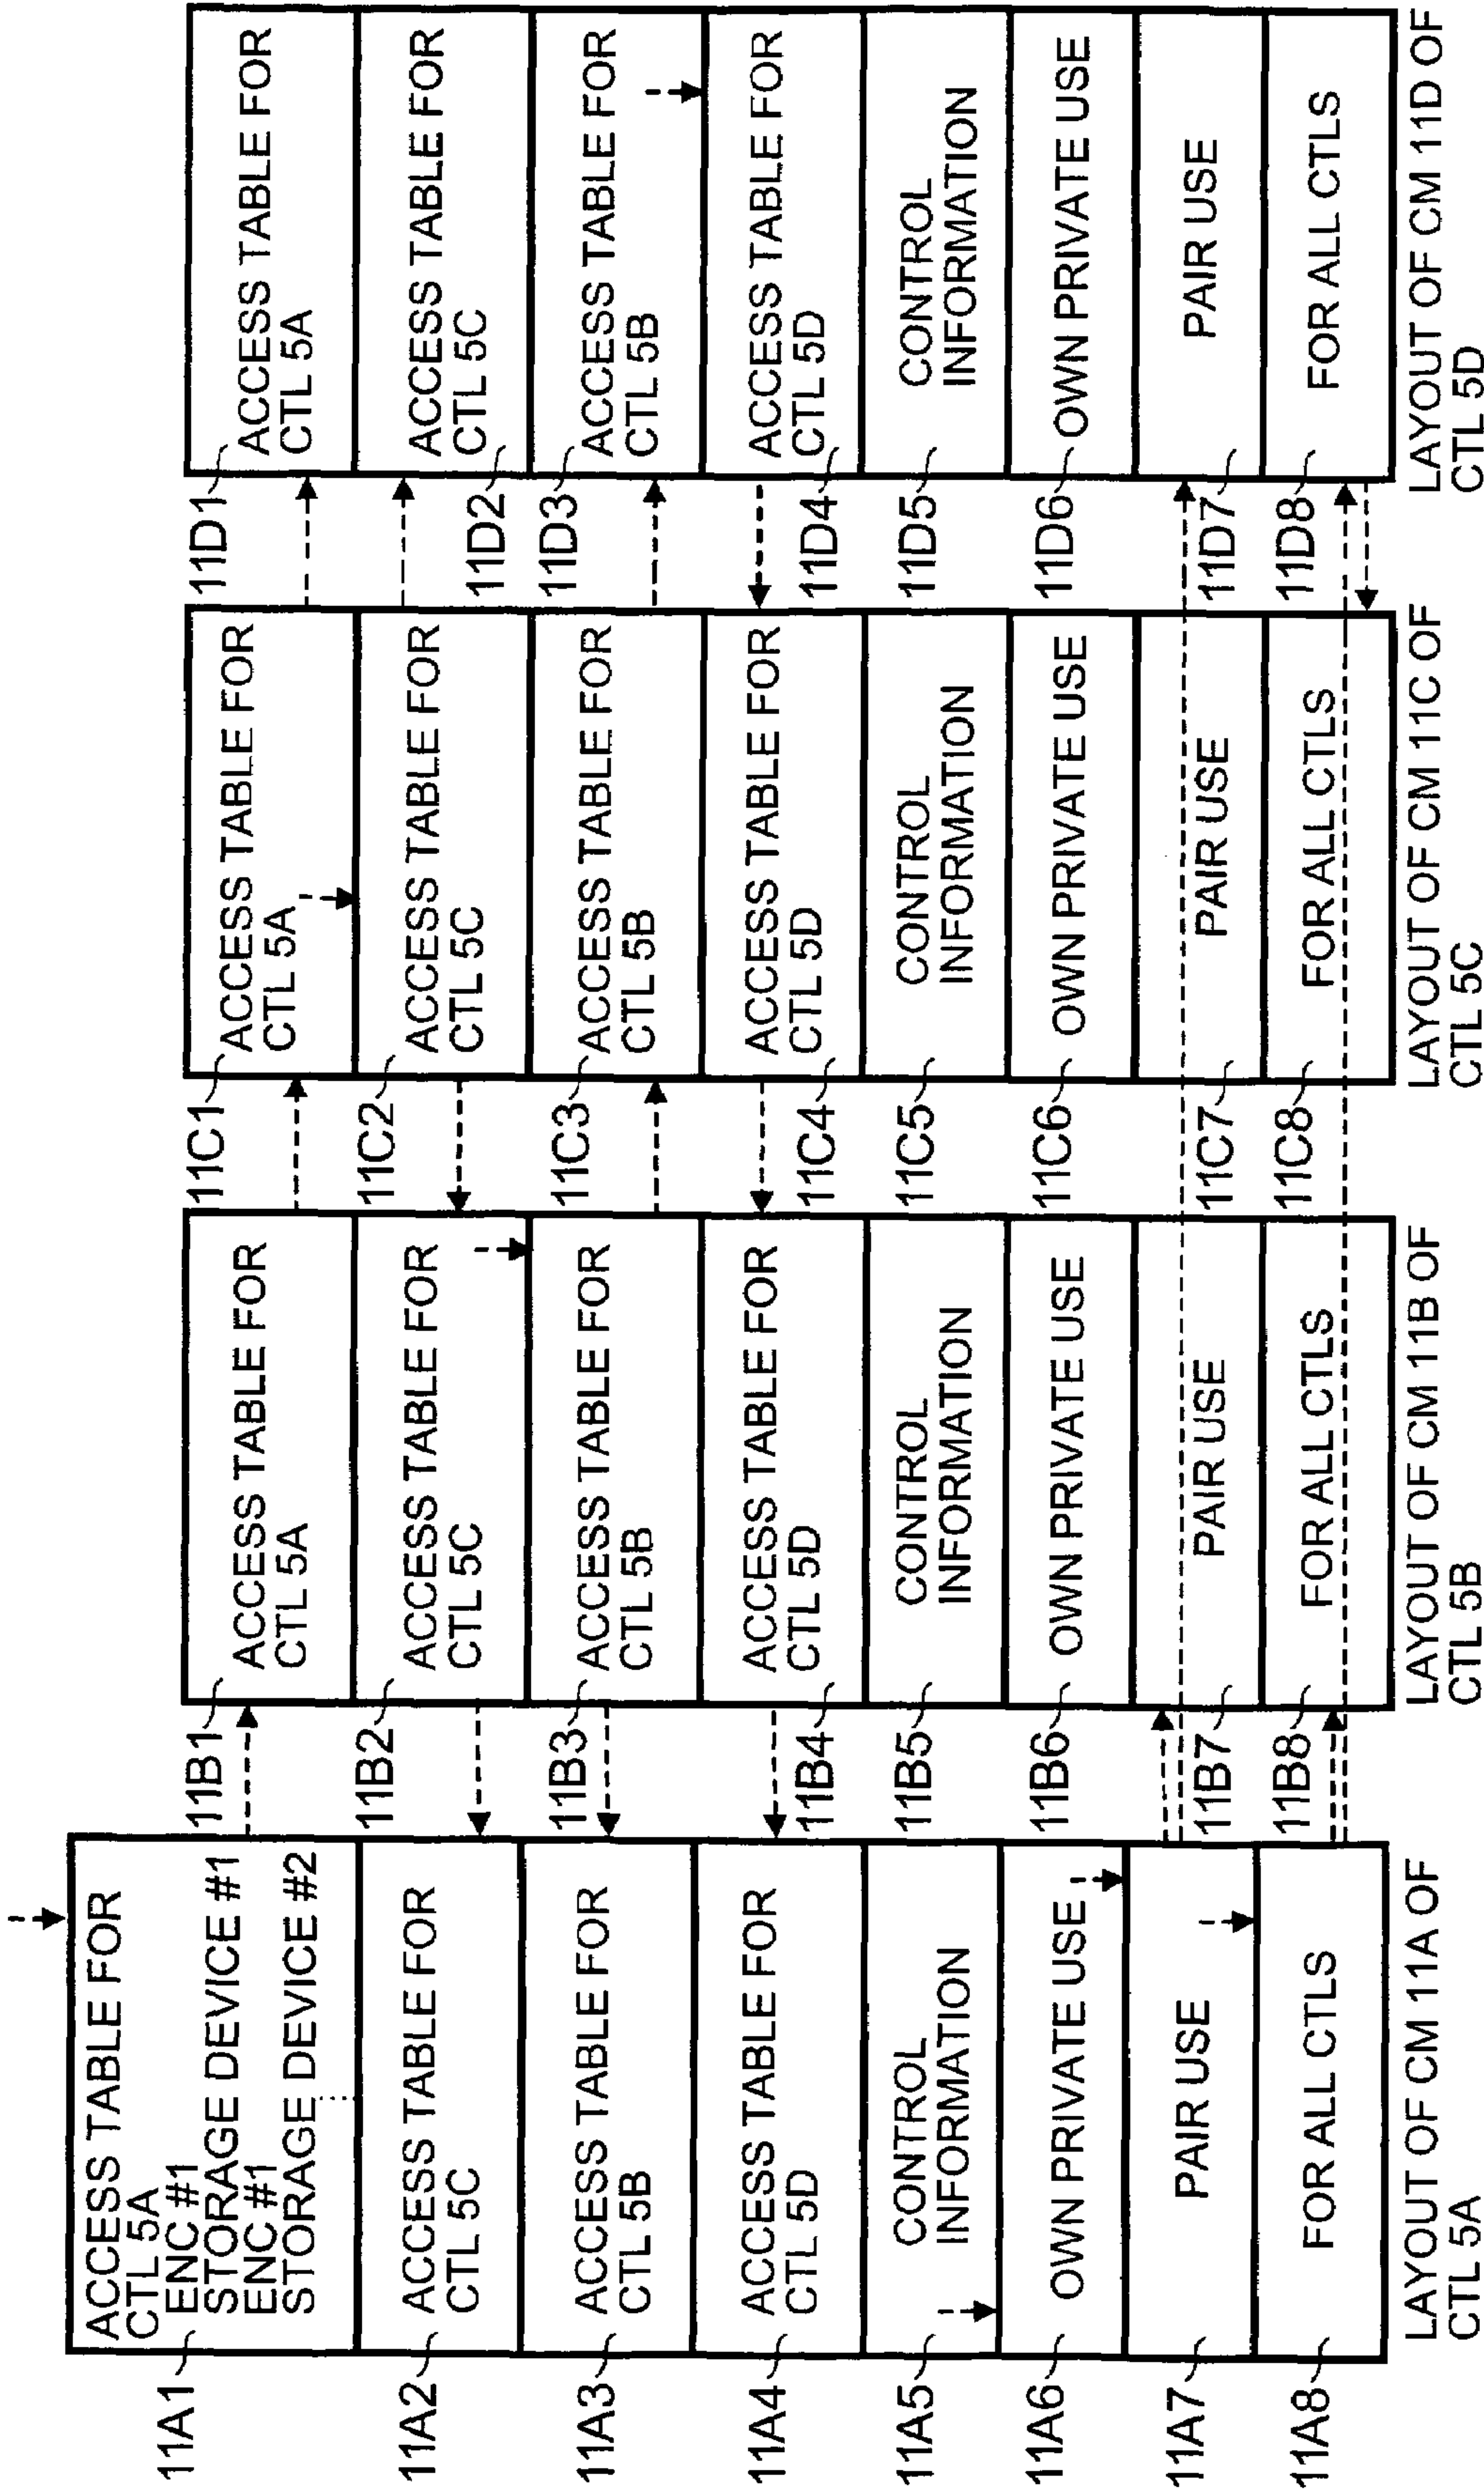 11A1
ACCESS TABLE FOR
CTL 5A
ENC #1
STORAGE DEVICE #1
ENC #1
STORAGE DEVICE #2
11A2
ACCESS TABLE FOR
CTL 5C
11A3
ACCESS TABLE FOR
CTL 5B
11A4
ACCESS TABLE FOR
CTL 5D
11A5
CONTROL
INFORMATION
11A6
OWN PRIVATE USE
11A7
PAIR USE
11A8
FOR ALL CTLS
LAYOUT OF CM 11A OF
CTL 5A
11B1
ACCESS TABLE FOR
CTL 5A
11B2
ACCESS TABLE FOR
CTL 5C
11B3
ACCESS TABLE FOR
CTL 5B
11B4
ACCESS TABLE FOR
CTL 5D
11B5
CONTROL
INFORMATION
11B6
OWN PRIVATE USE
11B7
PAIR USE
11B8
FOR ALL CTLS
LAYOUT OF CM 11B OF
CTL 5B
11C1
ACCESS TABLE FOR
CTL 5A
11C2
ACCESS TABLE FOR
CTL 5C
11C3
ACCESS TABLE FOR
CTL 5B
11C4
ACCESS TABLE FOR
CTL 5D
11C5
CONTROL
INFORMATION
11C6
OWN PRIVATE USE
11C7
PAIR USE
11C8
FOR ALL CTLS
LAYOUT OF CM 11C OF
CTL 5C
11D1
ACCESS TABLE FOR
CTL 5A
11D2
ACCESS TABLE FOR
CTL 5C
11D3
ACCESS TABLE FOR
CTL 5B
11D4
ACCESS TABLE FOR
CTL 5D
11D5
CONTROL
INFORMATION
11D6
OWN PRIVATE USE
11D7
PAIR USE
11D8
FOR ALL CTLS
LAYOUT OF CM 11D OF
CTL 5D